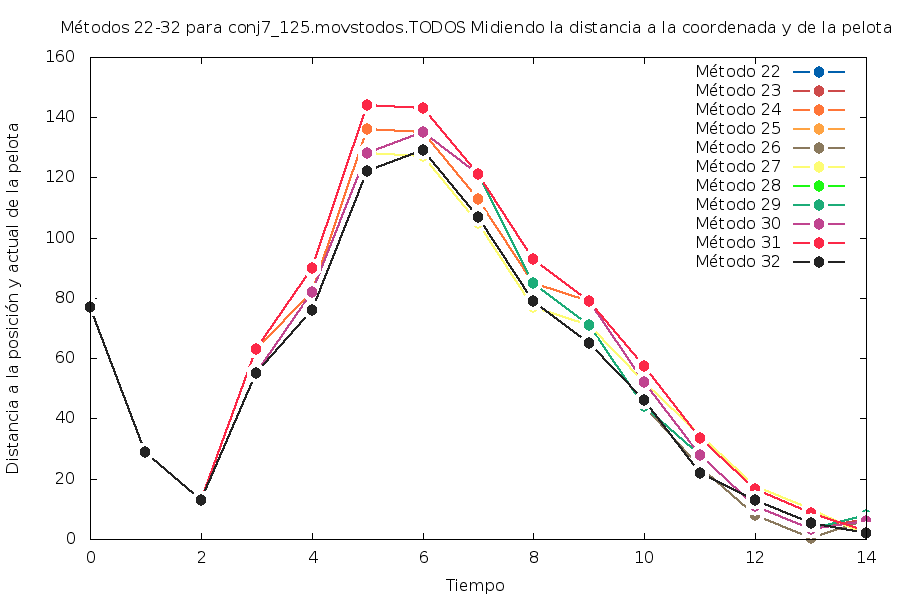 Métodos 22-32 para conj7_125.movstodos.TODOS Midiendo la distancia a la coordenada y de la pelota
Distancia a la posición y actual de la pelota
160
140
120
100
80
60
40
20
0
Método 22
Método 23
Método 24
Método 25
Método 26
Método 27
Método 28
Método 29
Método 30
Método 31
Método 32
0 2 4 6 8 10 12 14
Tiempo